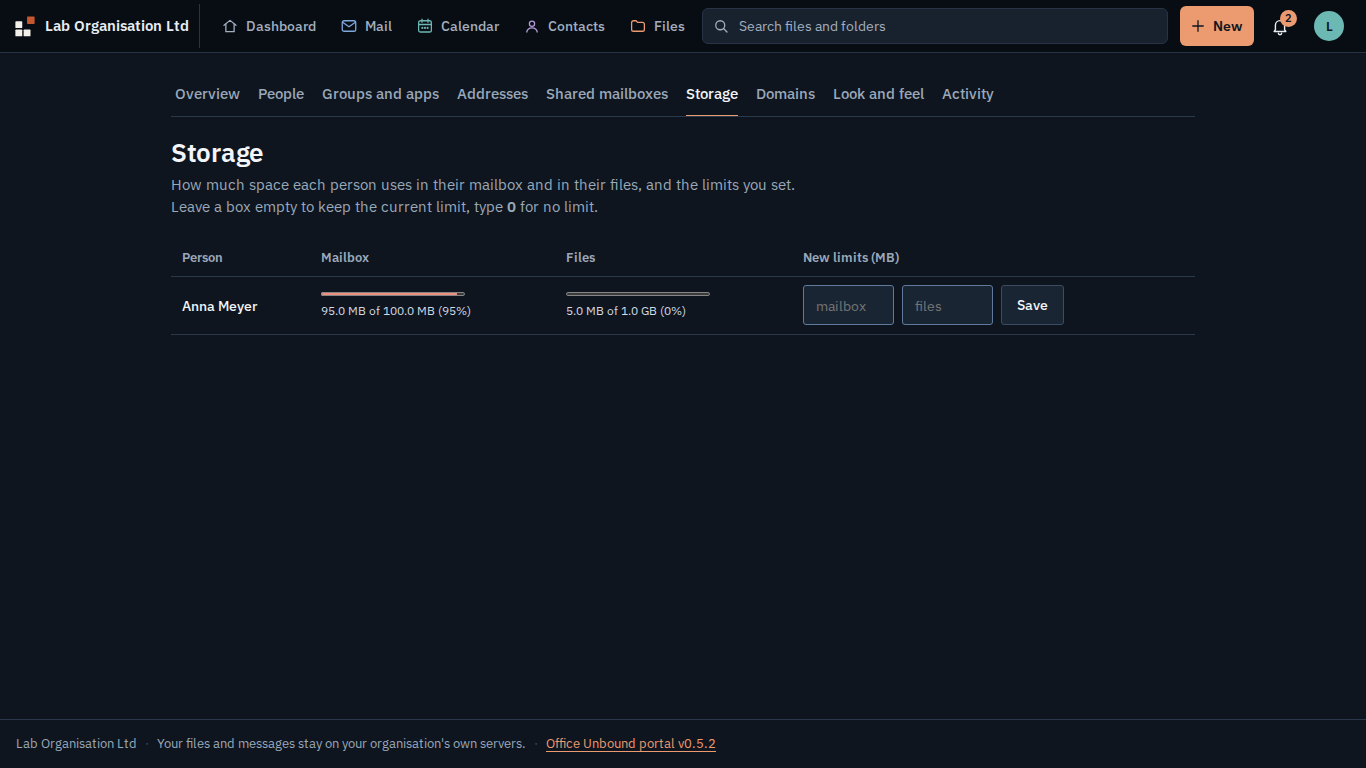 Lab Organisation Ltd
Dashboard
Mail
Calendar
Contacts
Files
Search files and folders
New
2
L
Overview
People
Groups and apps
Addresses
Shared mailboxes
Storage
Domains
Look and feel
Activity
Storage
How much space each person uses in their mailbox and in their files, and the limits you set.
Leave a box empty to keep the current limit, type 0 for no limit.
Person
Mailbox
Files
New limits (MB)
Anna Meyer
95.0 MB of 100.0 MB (95%)
5.0 MB of 1.0 GB (0%)
mailbox
files
Save
Lab Organisation Ltd · Your files and messages stay on your organisation's own servers. · Office Unbound portal v0.5.2